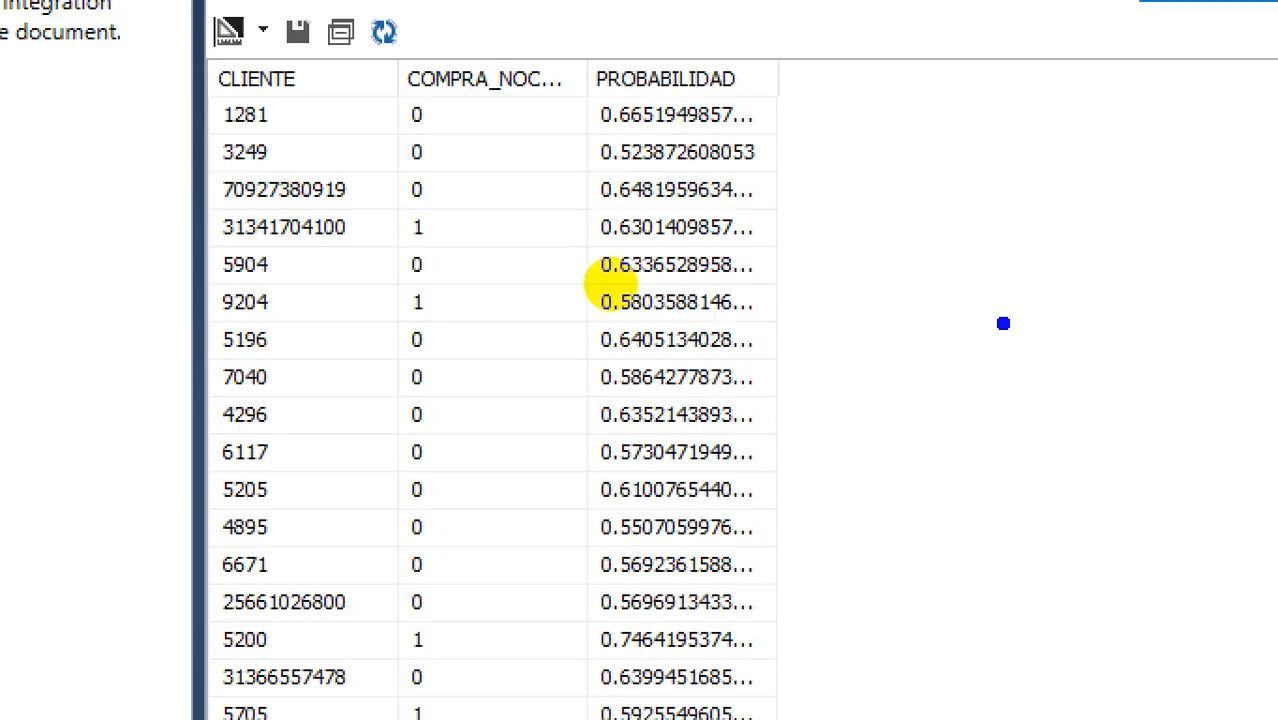 integration
e document.
CLIENTE COMPRA_NOC... PROBABILIDAD
1281 0 0.6651949857...
3249 0 0.523872608053
70927380919 0 0.6481959634...
31341704100 1 0.6301409857...
5904 0 0.6336528958...
9204 1 0.5803588146...
5196 0 0.6405134028...
7040 0 0.5864277873...
4296 0 0.6352143893...
6117 0 0.5730471949...
5205 0 0.6100765440...
4895 0 0.5507059976...
6671 0 0.5692361588...
25661026800 0 0.5696913433...
5200 1 0.7464195374...
31366557478 0 0.6399451685...
5705 1 0.5925549605...